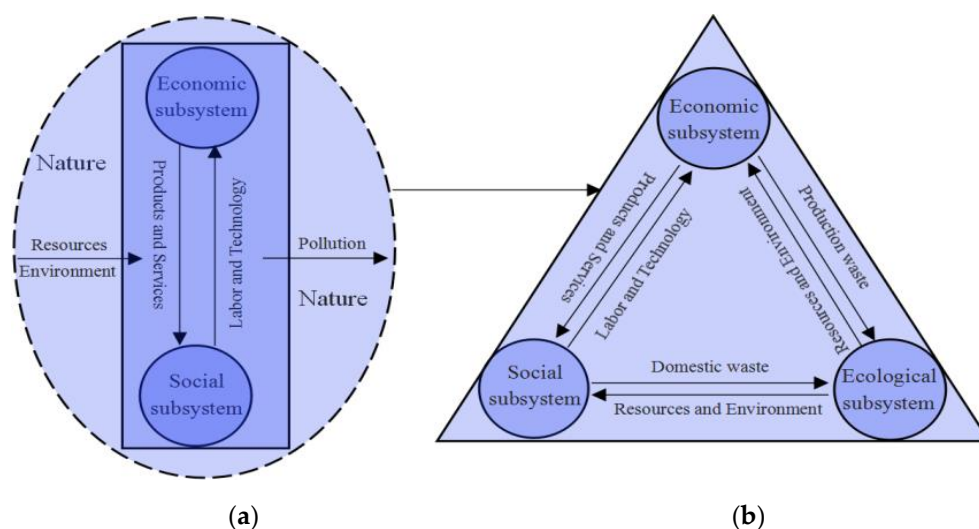 Economic
subsystem
Nature
Products and Services
Labor and Technology
Resources
Environment
Pollution
Nature
Social
subsystem
(a)
Economic
subsystem
Products and Services
Labor and Technology
Production waste
Resources and Environment
Social
subsystem
Domestic waste
Resources and Environment
Ecological
subsystem
(b)